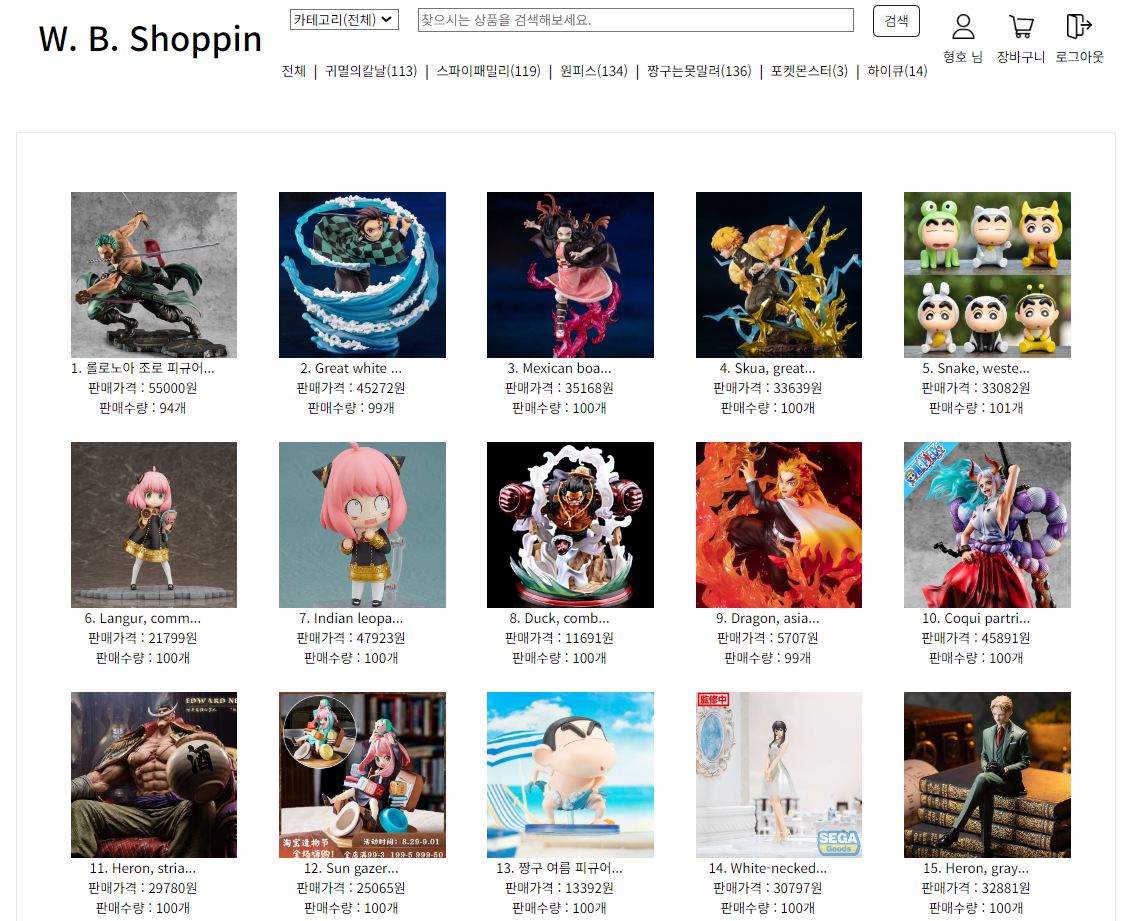 W. B. Shoppin
카테고리(전체)
찾으시는 상품을 검색해보세요.
검색
형호 님
장바구니
로그아웃
전체 | 귀멸의칼날(113) | 스파이패밀리(119) | 원피스(134) | 짱구는못말려(136) | 포켓몬스터(3) | 하이큐(14)
1. 롤로노아 조로 피규어...
판매가격 : 55000원
판매수량 : 94개
2. Great white ...
판매가격 : 45272원
판매수량 : 99개
3. Mexican boa...
판매가격 : 35168원
판매수량 : 100개
4. Skua, great...
판매가격 : 33639원
판매수량 : 100개
5. Snake, weste...
판매가격 : 33082원
판매수량 : 101개
ONE PIECE
6. Langur, comm...
판매가격 : 21799원
판매수량 : 100개
7. Indian leopa...
판매가격 : 47923원
판매수량 : 100개
8. Duck, comb...
판매가격 : 11691원
판매수량 : 100개
9. Dragon, asia...
판매가격 : 5707원
판매수량 : 99개
10. Coqui partri...
판매가격 : 45891원
판매수량 : 100개
EDWARD NE
酒
淘宝造物节
全场嗨购!
活动时间: 8.29-9.01
全店满99-3 199-5 999-50
監修中
SEGA
Goods
11. Heron, stria...
판매가격 : 29780원
판매수량 : 100개
12. Sun gazer...
판매가격 : 25065원
판매수량 : 100개
13. 짱구 여름 피규어...
판매가격 : 13392원
판매수량 : 100개
14. White-necked...
판매가격 : 30797원
판매수량 : 100개
15. Heron, gray...
판매가격 : 32881원
판매수량 : 100개